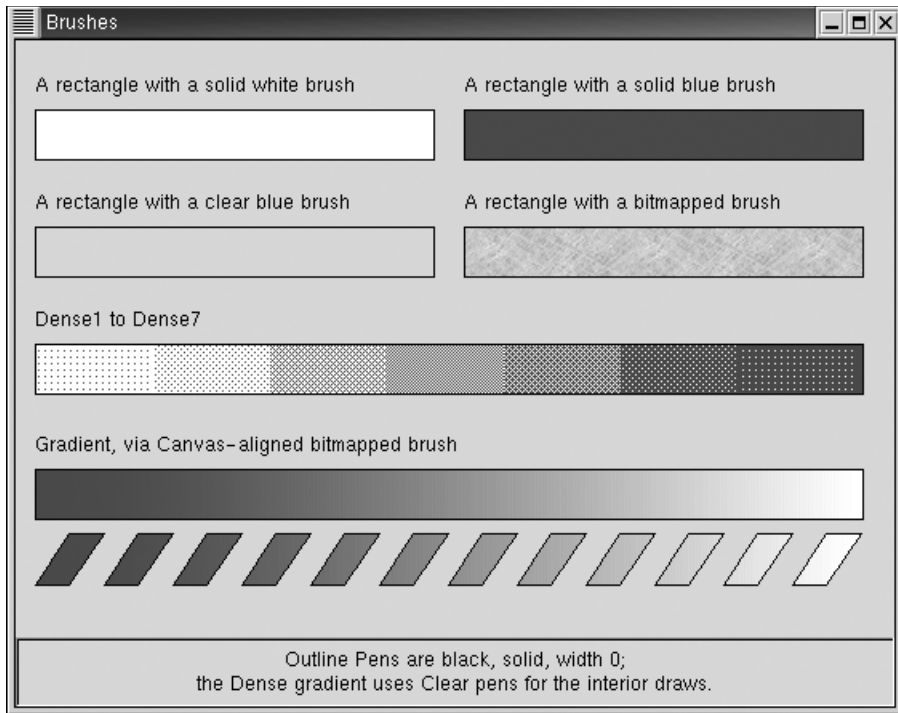 Brushes
A rectangle with a solid white brush
A rectangle with a solid blue brush
A rectangle with a clear blue brush
A rectangle with a bitmapped brush
Dense1 to Dense7
Gradient, via Canvas-aligned bitmapped brush
Outline Pens are black, solid, width 0;
the Dense gradient uses Clear pens for the interior draws.